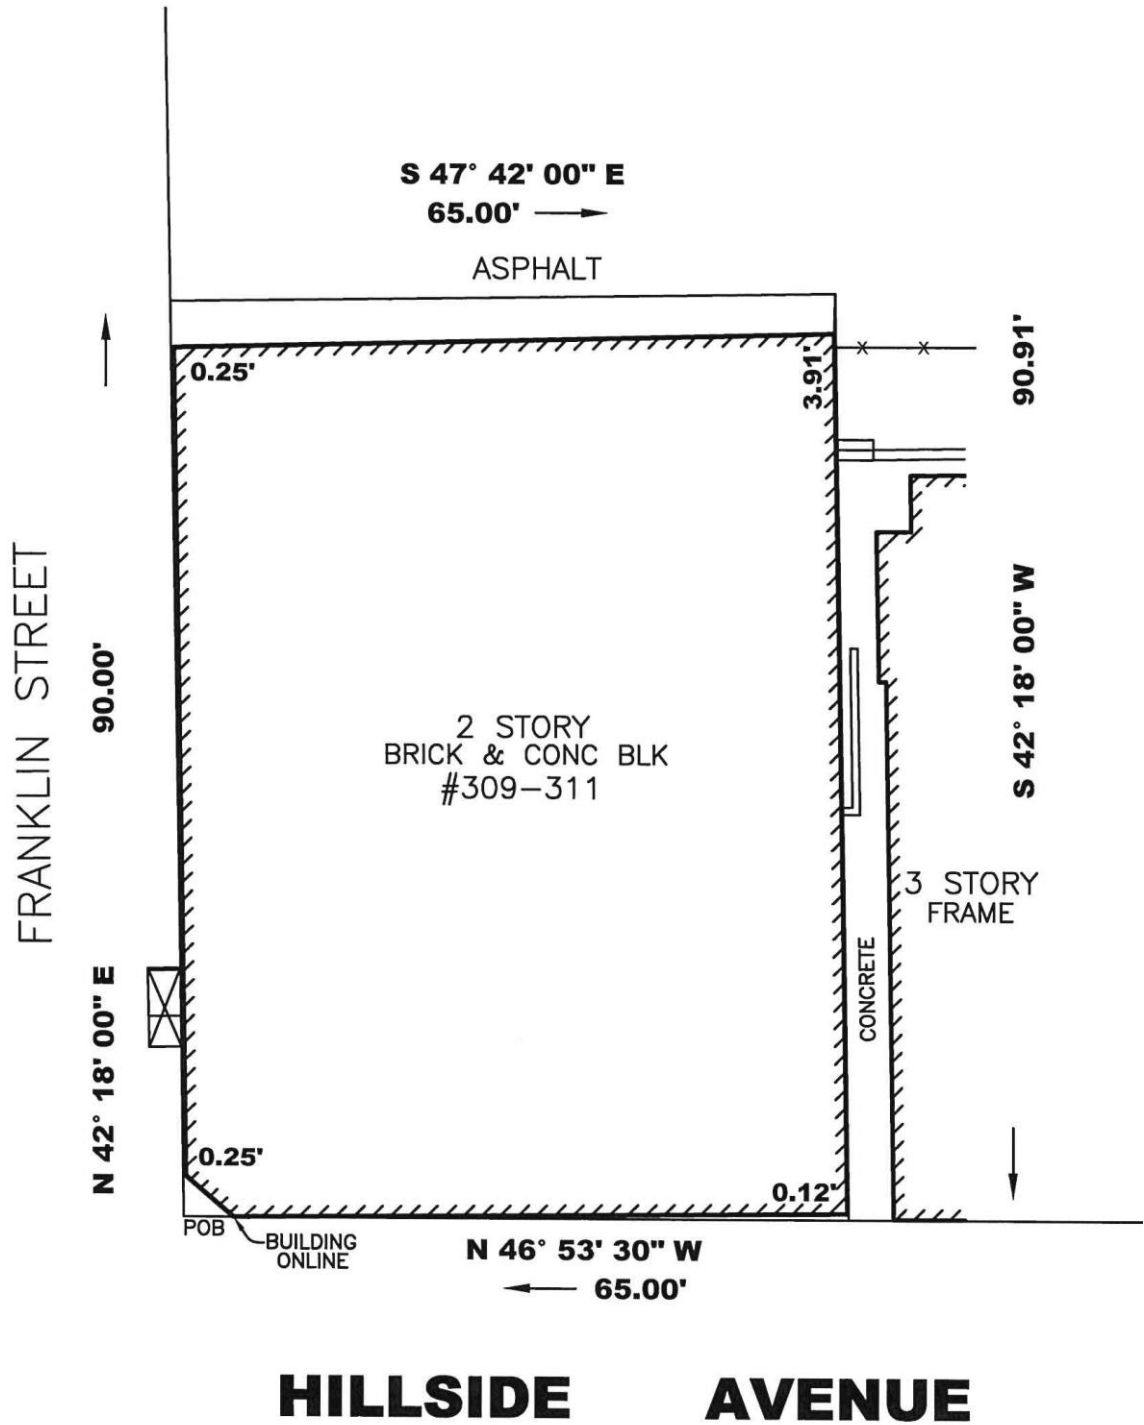 S 47° 42' 00" E
65.00'
ASPHALT
0.25'
3.91'
90.91'
FRANKLIN STREET
90.00'
N 42° 18' 00" E
2 STORY
BRICK & CONC BLK
#309-311
S 42° 18' 00" W
3 STORY
FRAME
CONCRETE
0.25'
0.12'
POB
BUILDING
ONLINE
N 46° 53' 30" W
65.00'
HILLSIDE AVENUE